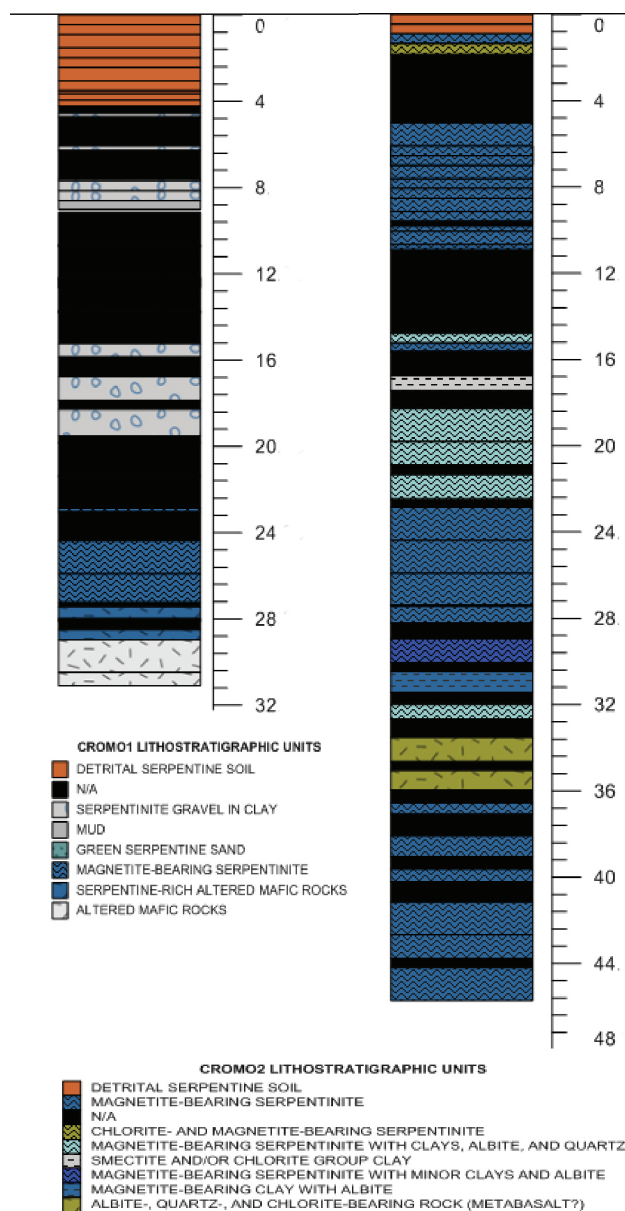 0
4
8
12
16
20
24
28
32
0
4
8
12
16
20
24.
28
32
36
40
44.
48
CROMO1 LITHOSTRATIGRAPHIC UNITS
DETRITAL SERPENTINE SOIL
N/A
SERPENTINITE GRAVEL IN CLAY
MUD
GREEN SERPENTINE SAND
MAGNETITE-BEARING SERPENTINITE
SERPENTINE-RICH ALTERED MAFIC ROCKS
ALTERED MAFIC ROCKS
CROMO2 LITHOSTRATIGRAPHIC UNITS
DETRITAL SERPENTINE SOIL
MAGNETITE-BEARING SERPENTINITE
N/A
CHLORITE- AND MAGNETITE-BEARING SERPENTINITE
MAGNETITE-BEARING SERPENTINITE WITH CLAYS, ALBITE, AND QUARTZ
SMECTITE AND/OR CHLORITE GROUP CLAY
MAGNETITE-BEARING SERPENTINITE WITH MINOR CLAYS AND ALBITE
MAGNETITE-BEARING CLAY WITH ALBITE
ALBITE-, QUARTZ-, AND CHLORITE-BEARING ROCK (METABASALT?)